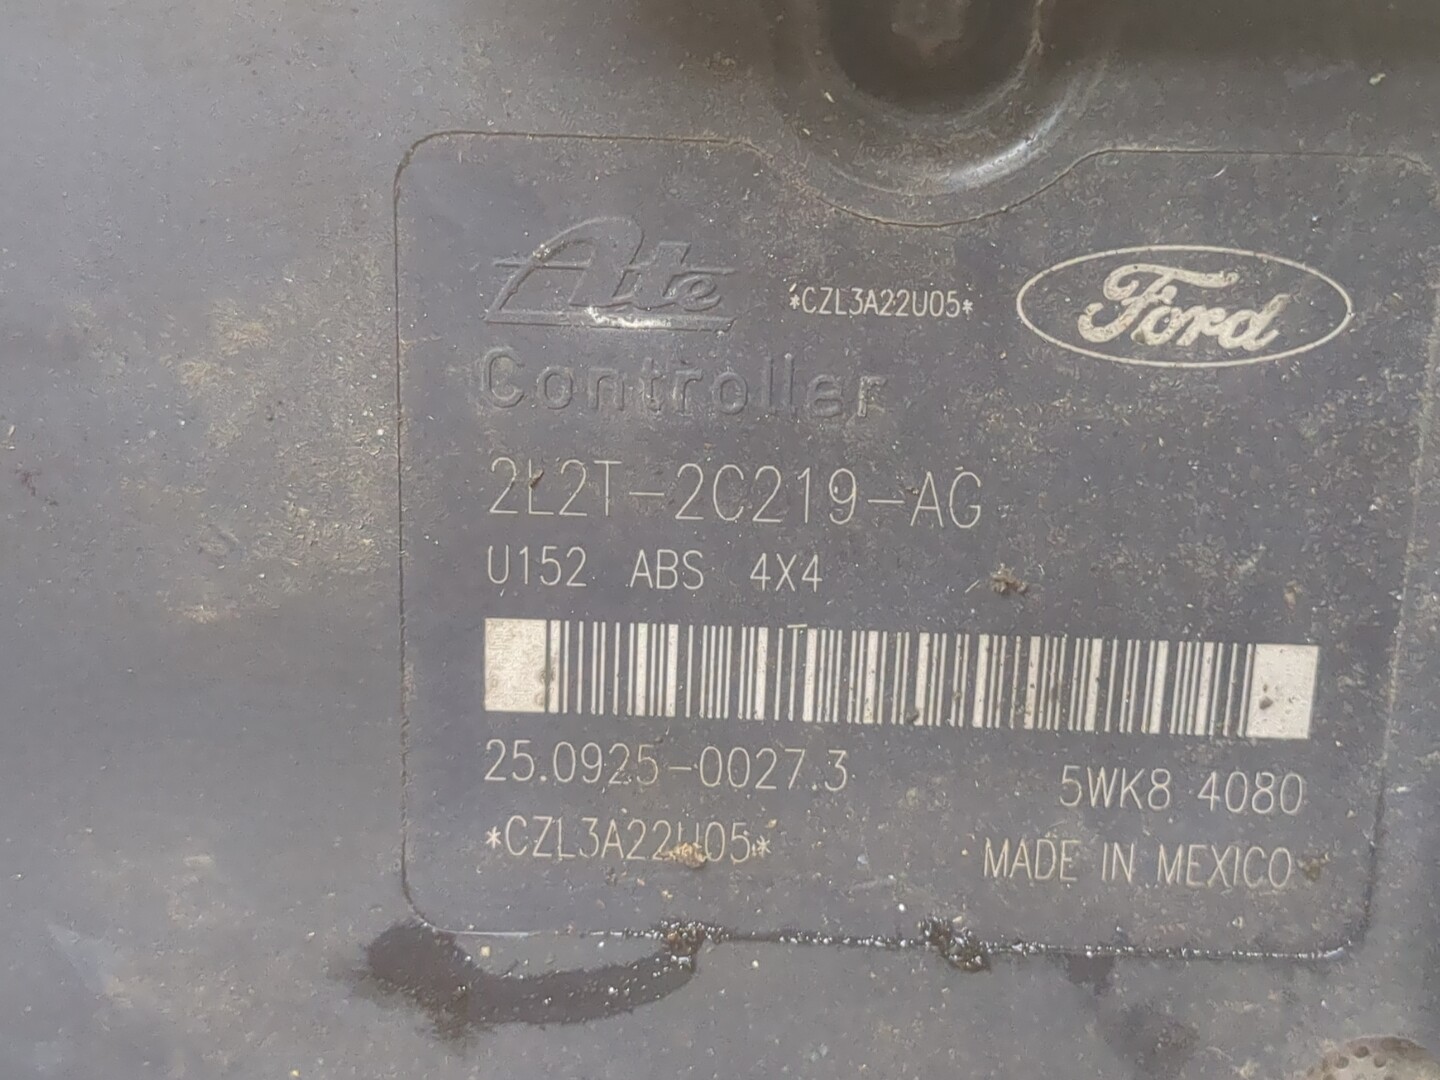 Ate
*CZL3A22U05*
Ford
Controller
2L2T-2C219-AG
U152 ABS 4X4
25.0925-0027.3
5WK8 4080
*CZL3A22U05*
MADE IN MEXICO